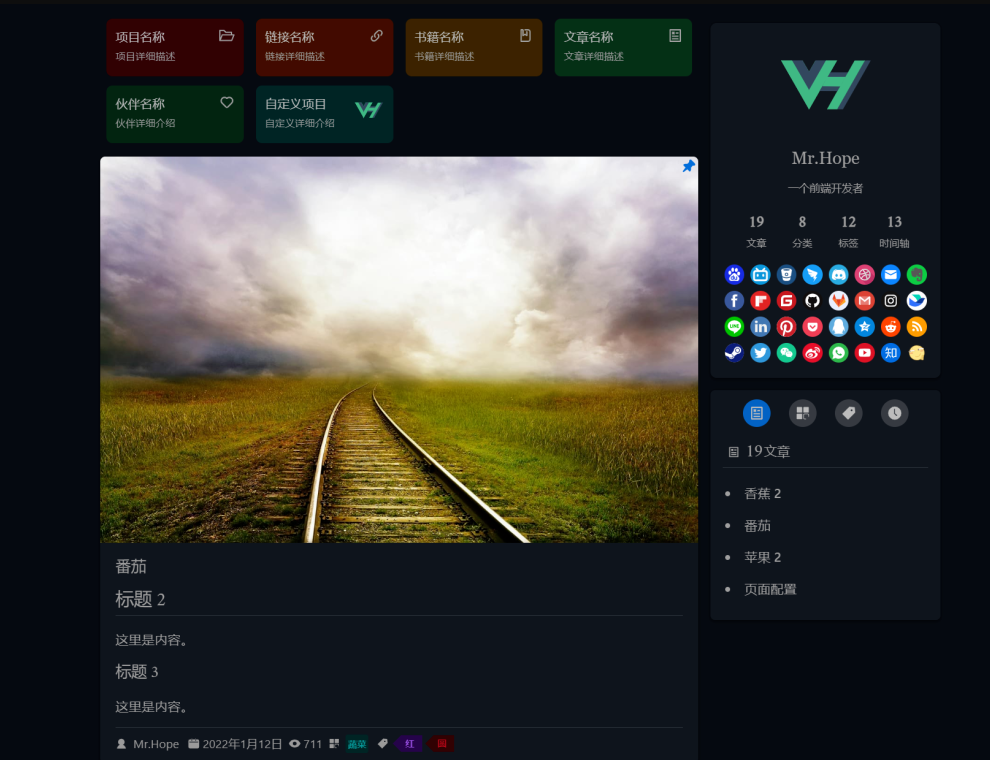 项目名称
项目详细描述
链接名称
链接详细描述
书籍名称
书籍详细描述
文章名称
文章详细描述
伙伴名称
伙伴详细介绍
自定义项目
自定义详细介绍
番茄
标题 2
这里是内容。
标题 3
这里是内容。
Mr.Hope 2022年1月12日 711 蔬菜 红 圆
Mr.Hope
一个前端开发者
19 8 12 13
文章 分类 标签 时间轴
19文章
香蕉 2
番茄
苹果 2
页面配置